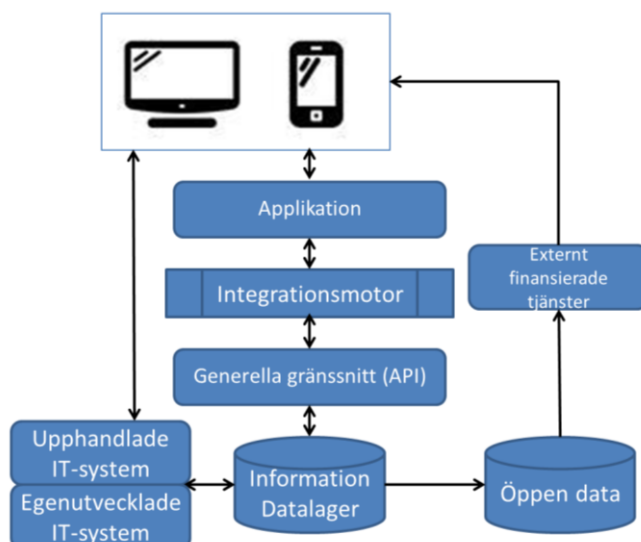 Applikation
Externt
finansierade
tjänster
Integrationsmotor
Generella gränssnitt (API)
Upphandlade
IT-system
Egenutvecklade
IT-system
Information
Datalager
Öppen data